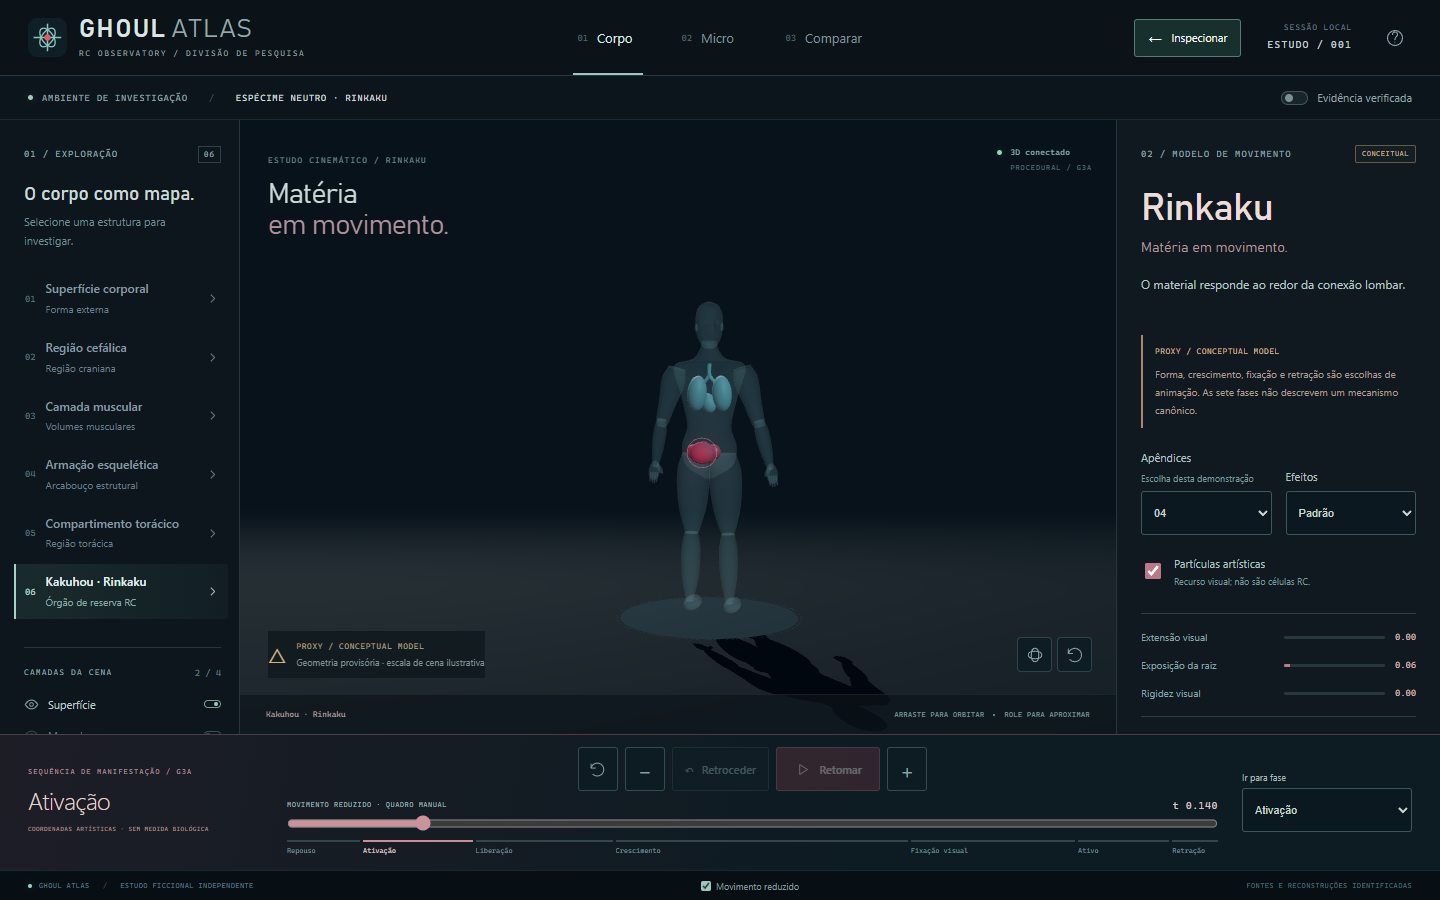 GHOUL ATLAS
RC OBSERVATORY / DIVISÃO DE PESQUISA
01 Corpo
02 Micro
03 Comparar
← Inspecionar
SESSÃO LOCAL
ESTUDO / 001
?
AMBIENTE DE INVESTIGAÇÃO / ESPÉCIME NEUTRO · RINKAKU
Evidência verificada
01 / EXPLORAÇÃO
06
O corpo como mapa.
Selecione uma estrutura para
investigar.
01 Superfície corporal
Forma externa
02 Região cefálica
Região craniana
03 Camada muscular
Volumes musculares
04 Armação esquelética
Arcabouço estrutural
05 Compartimento torácico
Região torácica
06 Kakuhou · Rinkaku
Órgão de reserva RC
CAMADAS DA CENA 2 / 4
Superfície
ESTUDO CINEMÁTICO / RINKAKU
Matéria
em movimento.
3D conectado
PROCEDURAL / G3A
PROXY / CONCEPTUAL MODEL
Geometria provisória · escala de cena ilustrativa
Kakuhou · Rinkaku
ARRASTE PARA ORBITAR • ROLE PARA APROXIMAR
02 / MODELO DE MOVIMENTO
CONCEITUAL
Rinkaku
Matéria em movimento.
O material responde ao redor da conexão lombar.
PROXY / CONCEPTUAL MODEL
Forma, crescimento, fixação e retração são escolhas de
animação. As sete fases não descrevem um mecanismo
canônico.
Apêndices
Escolha desta demonstração
04
Efeitos
Padrão
Partículas artísticas
Recurso visual; não são células RC.
Extensão visual 0.00
Exposição da raiz 0.06
Rigidez visual 0.00
SEQUÊNCIA DE MANIFESTAÇÃO / G3A
Ativação
COORDENADAS ARTÍSTICAS · SEM MEDIDA BIOLÓGICA
−
Retroceder
Retomar
+
MOVIMENTO REDUZIDO · QUADRO MANUAL
t 0.140
Repouso
Ativação
Liberação
Crescimento
Fixação visual
Ativo
Retração
Ir para fase
Ativação
GHOUL ATLAS / ESTUDO FICCIONAL INDEPENDENTE
Movimento reduzido
FONTES E RECONSTRUÇÕES IDENTIFICADAS